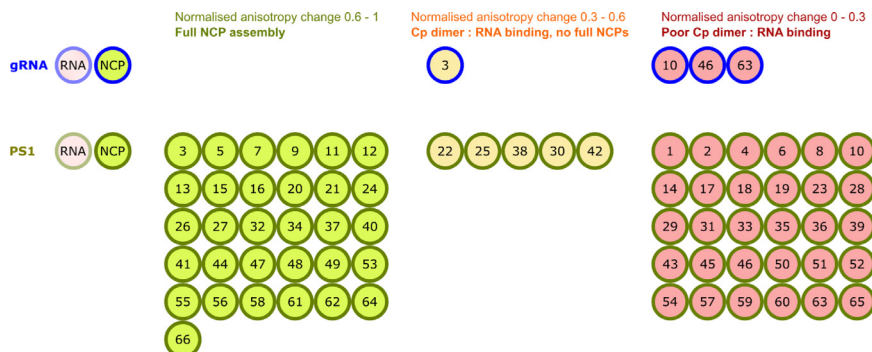 Normalised anisotropy change 0.6 - 1
Full NCP assembly
Normalised anisotropy change 0.3 - 0.6
Cp dimer : RNA binding, no full NCPs
Normalised anisotropy change 0 - 0.3
Poor Cp dimer : RNA binding
gRNA RNA NCP 3 10 46 63
PS1 RNA NCP 3 5 7 9 11 12 22 25 38 30 42 1 2 4 6 8 10
13 15 16 20 21 24 14 17 18 19 23 28
26 27 32 34 37 40 29 31 33 35 36 39
41 44 47 48 49 53 43 45 46 50 51 52
55 56 58 61 62 64 54 57 59 60 63 65
66